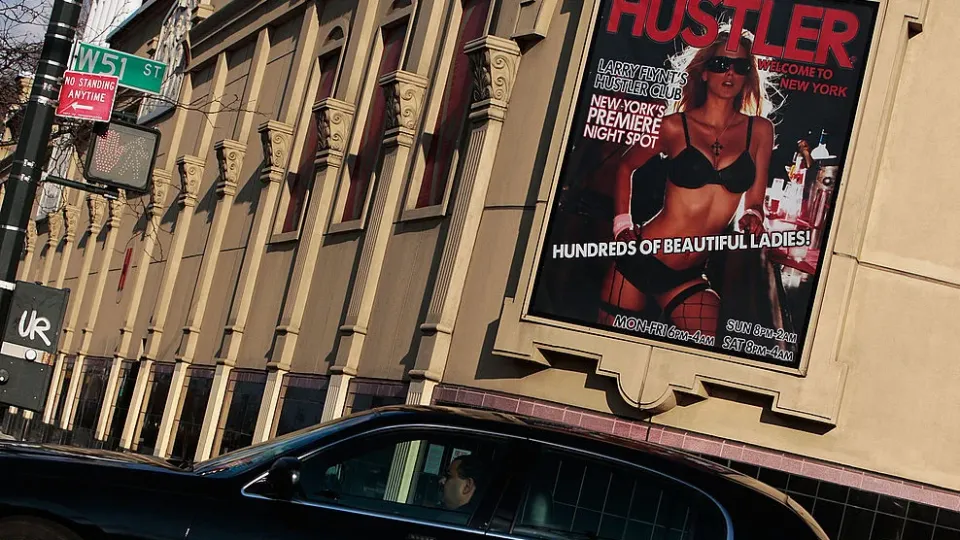 W 51 ST
NO STANDING
ANYTIME
UR
HUSTLER
WELCOME TO
NEW YORK
LARRY FLYNT'S
HUSTLER CLUB
NEW YORK'S
PREMIERE
NIGHT SPOT
HUNDREDS OF BEAUTIFUL LADIES!
MON-FRI 6PM-4AM
SUN 8PM-2AM
SAT 8PM-4AM